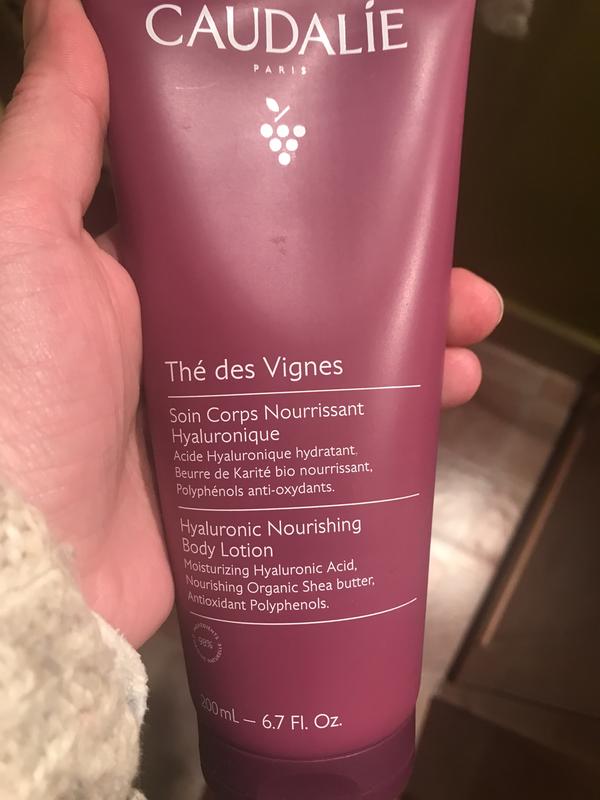 CAUDALÍE
PARIS
Thé des Vignes
Soin Corps Nourrissant
Hyaluronique
Acide Hyaluronique hydratant,
Beurre de Karité bio nourrissant,
Polyphénols anti-oxydants.
Hyaluronic Nourishing
Body Lotion
Moisturizing Hyaluronic Acid,
Nourishing Organic Shea butter,
Antioxidant Polyphenols.
98%
200 mL – 6.7 Fl. Oz.